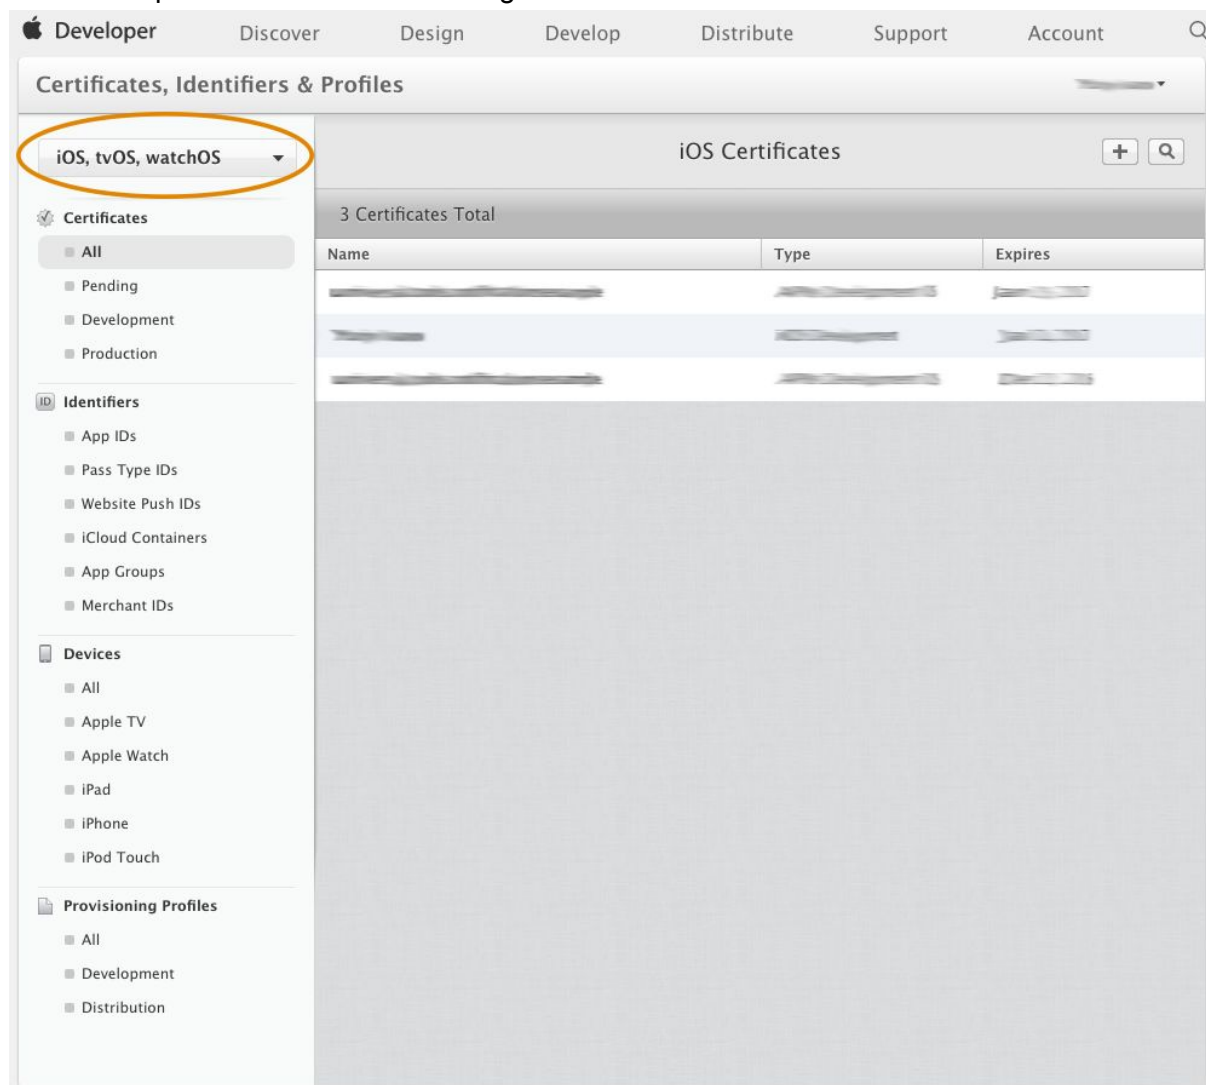 Developer Discover Design Develop Distribute Support Account
Certificates, Identifiers & Profiles
iOS, tvOS, watchOS
iOS Certificates
Certificates
3 Certificates Total
All
Name Type Expires
Pending
Development
Production
ID Identifiers
App IDs
Pass Type IDs
Website Push IDs
iCloud Containers
App Groups
Merchant IDs
Devices
All
Apple TV
Apple Watch
iPad
iPhone
iPod Touch
Provisioning Profiles
All
Development
Distribution